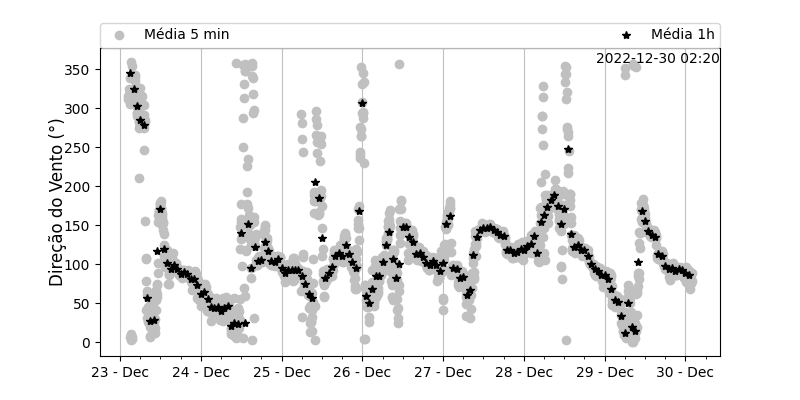 Média 5 min
Média 1h
2022-12-30 02:20
Direção do Vento (°)
350
300
250
200
150
100
50
0
23 - Dec
24 - Dec
25 - Dec
26 - Dec
27 - Dec
28 - Dec
29 - Dec
30 - Dec